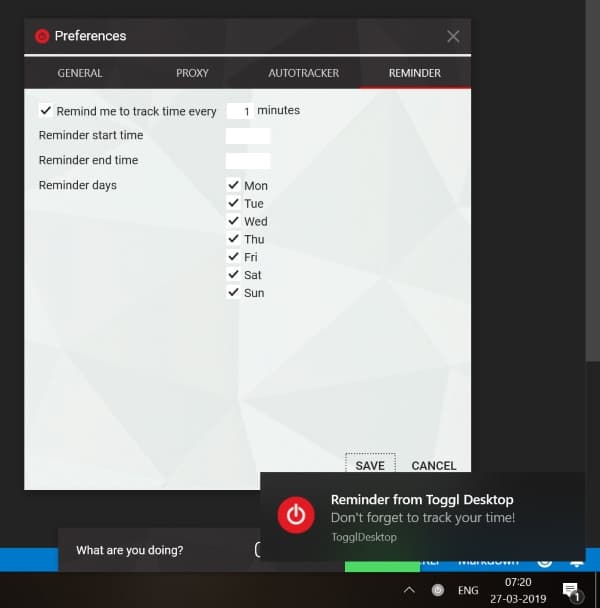 Preferences
GENERAL PROXY AUTOTRACKER REMINDER
Remind me to track time every 1 minutes
Reminder start time
Reminder end time
Reminder days
Mon
Tue
Wed
Thu
Fri
Sat
Sun
SAVE CANCEL
Reminder from Toggl Desktop
Don't forget to track your time!
TogglDesktop
What are you doing?
Markdown
ENG
07:20
27-03-2019
1